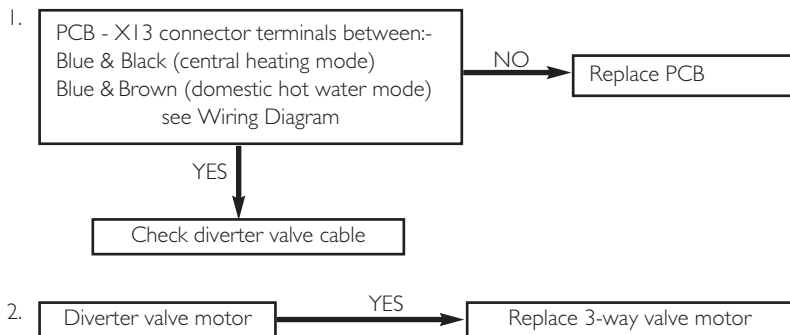 1.
PCB - X13 connector terminals between:-
Blue & Black (central heating mode)
Blue & Brown (domestic hot water mode)
see Wiring Diagram
NO
Replace PCB
YES
Check diverter valve cable
2.
Diverter valve motor
YES
Replace 3-way valve motor